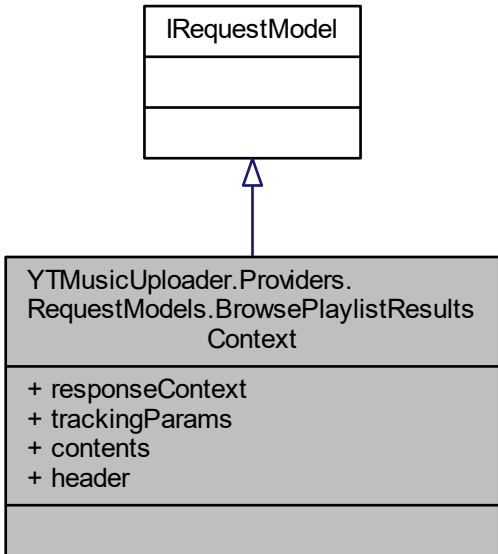 IRequestModel
YTMusicUploader.Providers.
RequestModels.BrowsePlaylistResults
Context
+ responseContext
+ trackingParams
+ contents
+ header